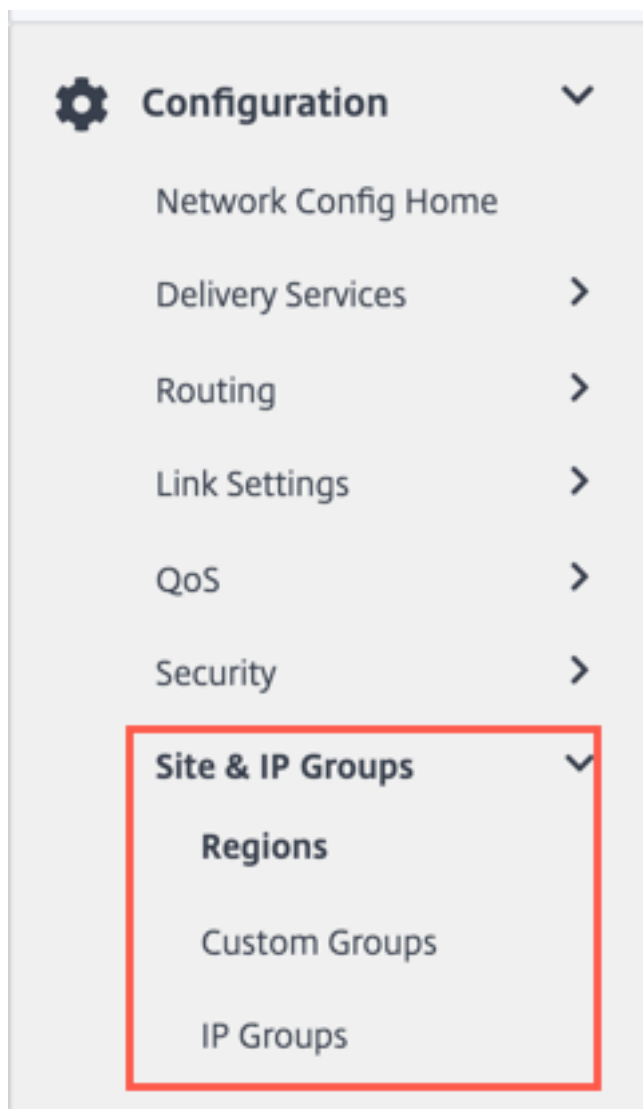 Configuration
Network Config Home
Delivery Services
Routing
Link Settings
QoS
Security
Site & IP Groups
Regions
Custom Groups
IP Groups